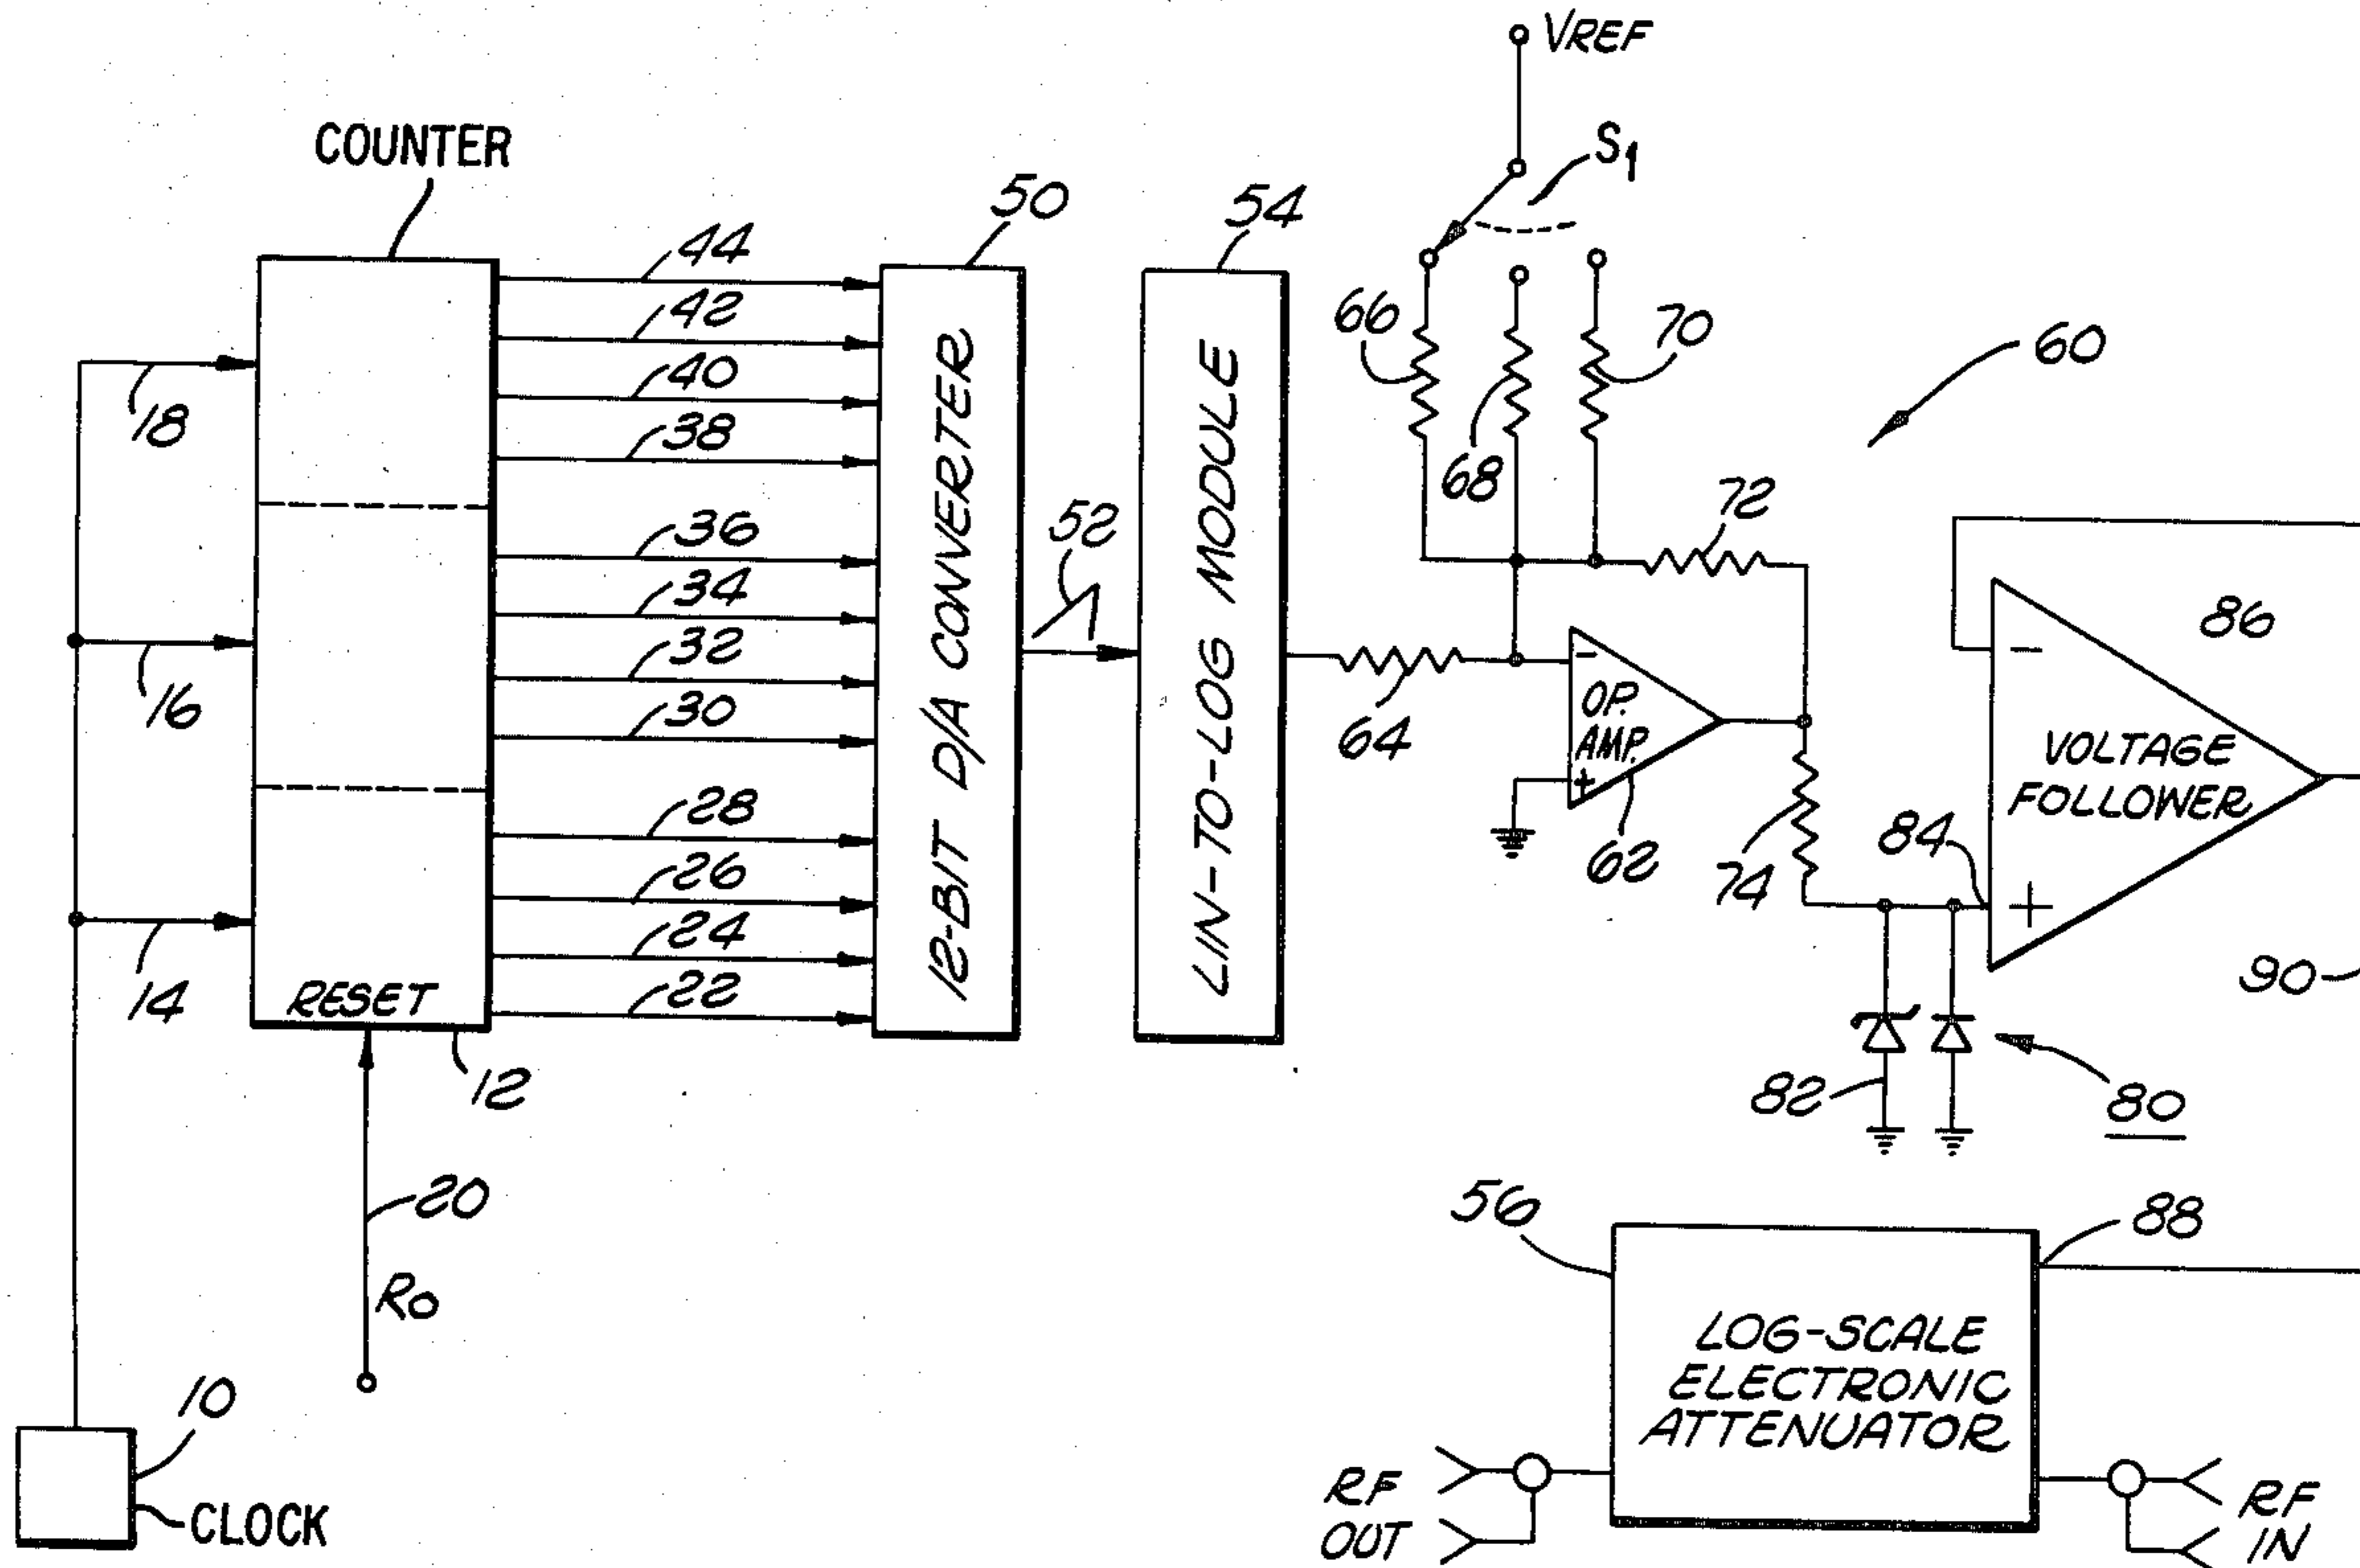 VREF
COUNTER
S1
50
54
44
42
40
38
36
34
32
30
28
26
24
22
18
16
14
RESET
12
20
Ro
10
CLOCK
12-BIT D/A CONVERTER
52
LIN-TO-LOG MODULE
66
68
70
60
72
64
OP.
AMP.
-
+
62
74
84
86
-
VOLTAGE
FOLLOWER
+
90
82
80
56
88
LOG-SCALE
ELECTRONIC
ATTENUATOR
RF
OUT
RF
IN